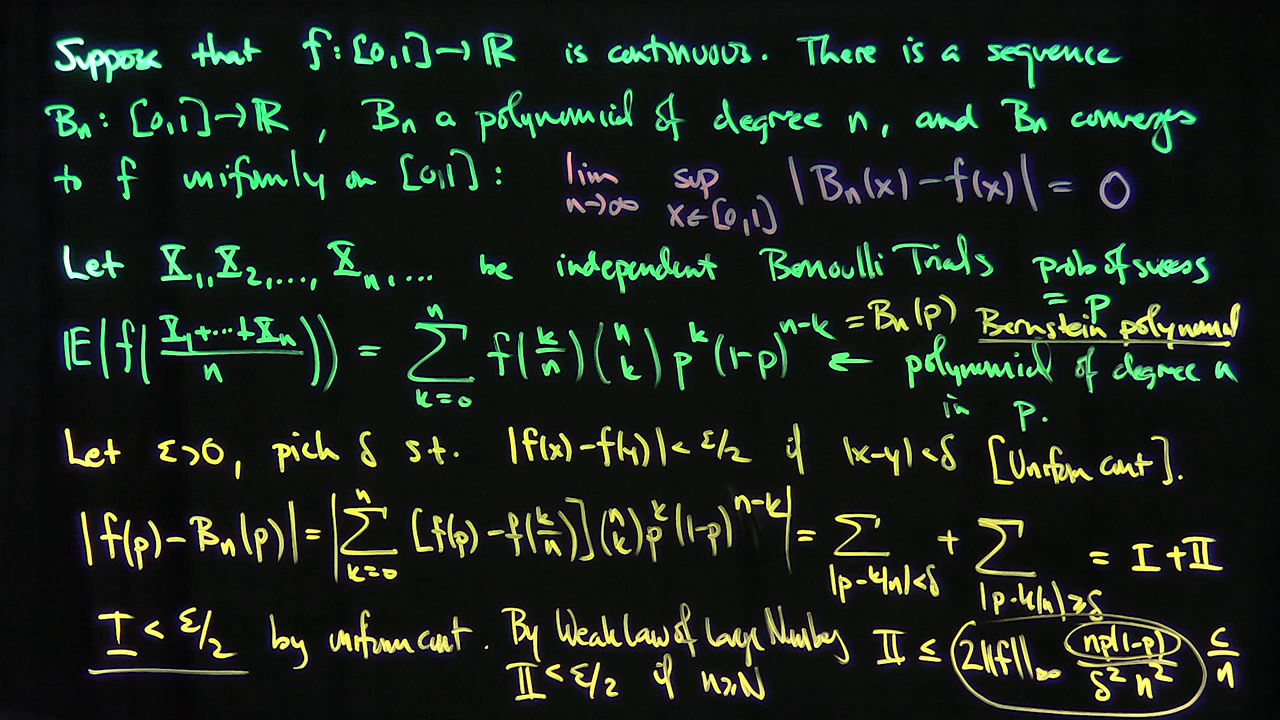 Suppose that f:[0,1]→ℝ is continuous. There is a sequence
Bₙ: [0,1]→ℝ, Bₙ a polynomial of degree n, and Bₙ converges
to f uniformly on [0,1]: lim_{n→∞} sup_{x∈[0,1]} |Bₙ(x)-f(x)| = 0
Let X₁, X₂, ..., Xₙ, ... be independent Bernoulli Trials prob of success = p
E(f((X₁+...+Xₙ)/n)) = ∑_{k=0}^{n} f(k/n) (n k) p^k (1-p)^{n-k} = Bₙ(p) Bernstein polynomial
← polynomial of degree n in p.
Let ε>0, pick δ s.t. |f(x)-f(y)|<ε/2 if |x-y|<δ [Uniform cont].
|f(p)-Bₙ(p)| = |∑_{k=0}^{n} [f(p)-f(k/n)] (n k) p^k (1-p)^{n-k}| = ∑_{|p-k/n|<δ} + ∑_{|p-k/n|≥δ} = I + II
I < ε/2 by uniform cont. By Weak Law of Large Numbers II ≤ 2||f||_∞ np(1-p)/(δ² n²) c/n
II < ε/2 if n≥N